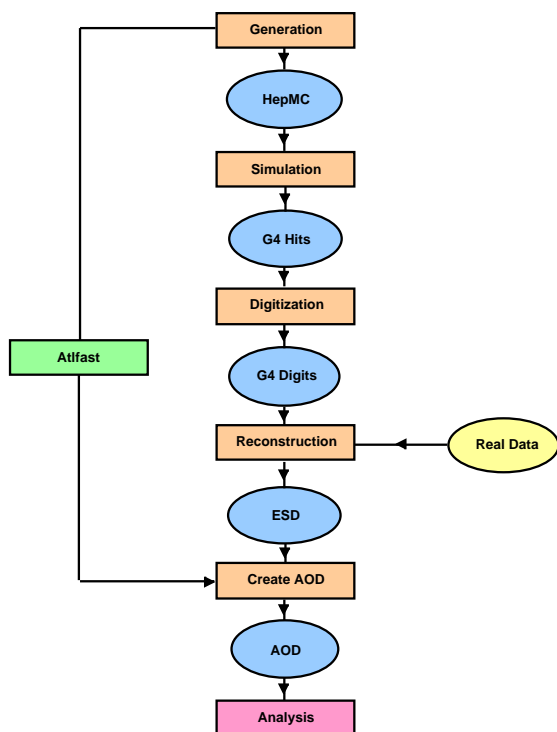 Generation
HepMC
Simulation
G4 Hits
Digitization
Atlfast
G4 Digits
Reconstruction
Real Data
ESD
Create AOD
AOD
Analysis